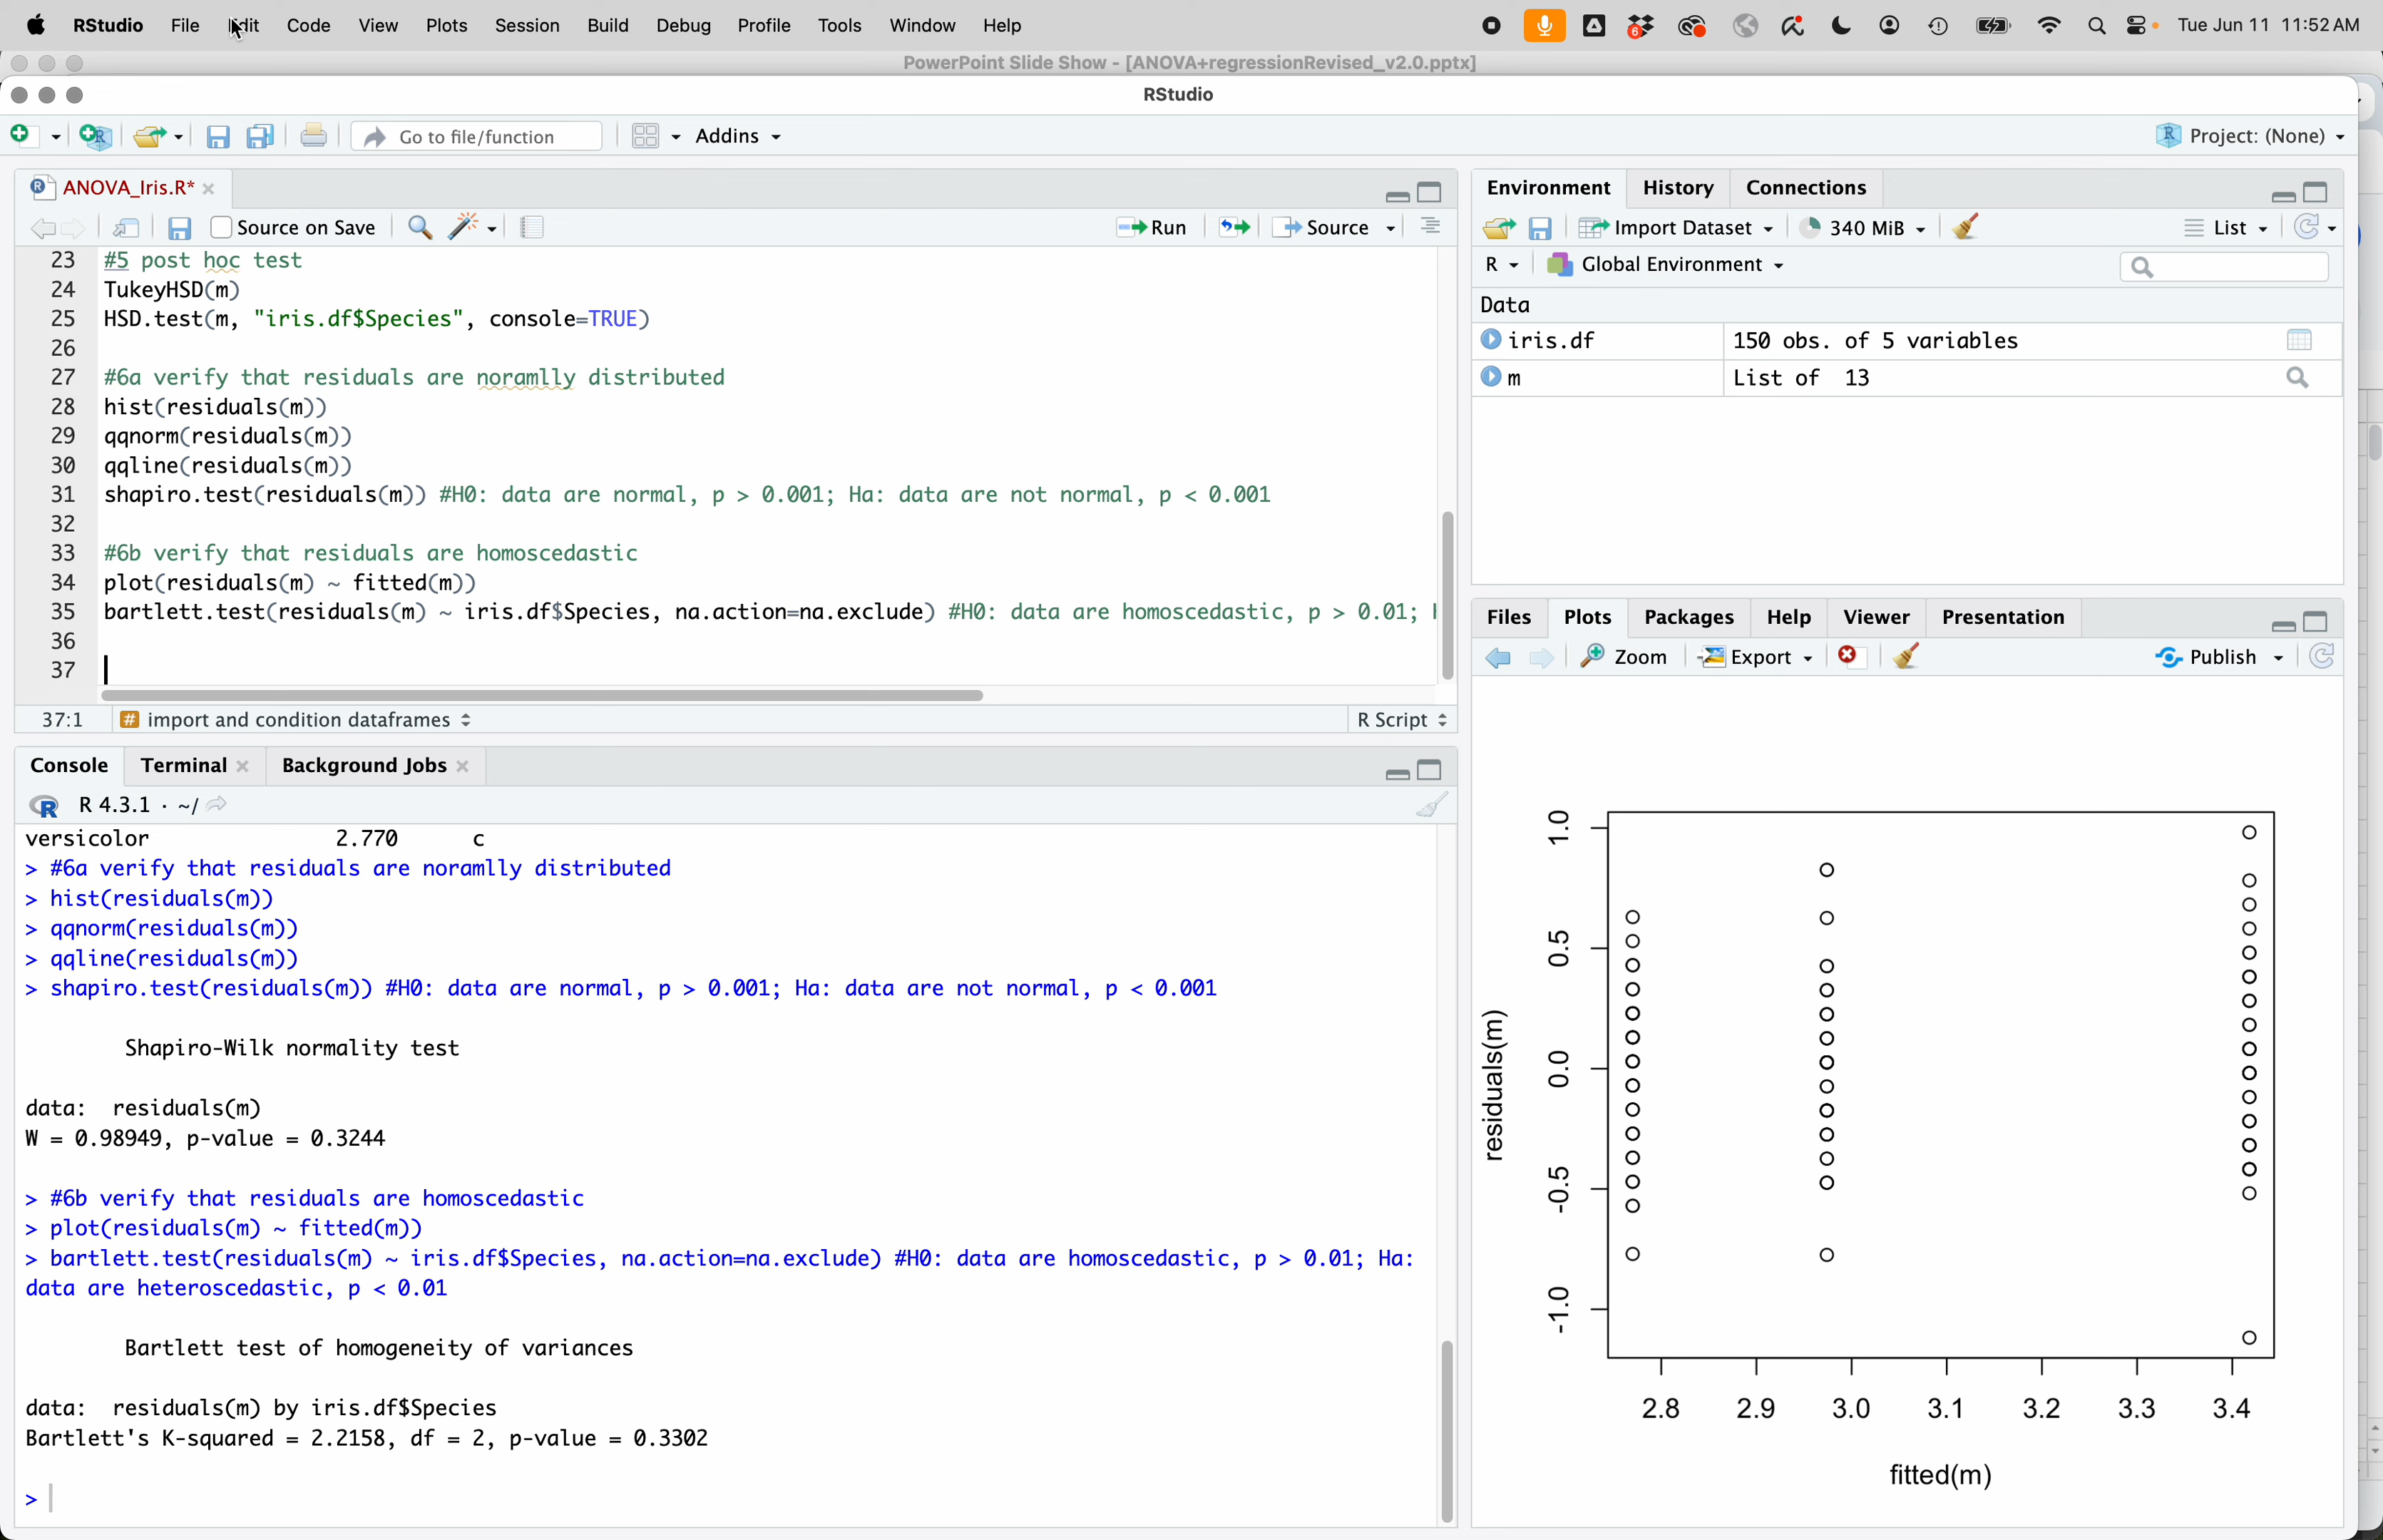 RStudio File Edit Code View Plots Session Build Debug Profile Tools Window Help 6 Tue Jun 11 11:52 AM
PowerPoint Slide Show - [ANOVA+regressionRevised_v2.0.pptx]
RStudio
Go to file/function Addins Project: (None)
ANOVA_Iris.R*
Source on Save Run Source
23 #5 post hoc test
24 TukeyHSD(m)
25 HSD.test(m, "iris.df$Species", console=TRUE)
26
27 #6a verify that residuals are noramlly distributed
28 hist(residuals(m))
29 qqnorm(residuals(m))
30 qqline(residuals(m))
31 shapiro.test(residuals(m)) #H0: data are normal, p > 0.001; Ha: data are not normal, p < 0.001
32
33 #6b verify that residuals are homoscedastic
34 plot(residuals(m) ~ fitted(m))
35 bartlett.test(residuals(m) ~ iris.df$Species, na.action=na.exclude) #H0: data are homoscedastic, p > 0.01;
36
37
37:1 # import and condition dataframes R Script
Console Terminal Background Jobs
R R 4.3.1 · ~/
versicolor 2.770 c
> #6a verify that residuals are noramlly distributed
> hist(residuals(m))
> qqnorm(residuals(m))
> qqline(residuals(m))
> shapiro.test(residuals(m)) #H0: data are normal, p > 0.001; Ha: data are not normal, p < 0.001
Shapiro-Wilk normality test
data: residuals(m)
W = 0.98949, p-value = 0.3244
> #6b verify that residuals are homoscedastic
> plot(residuals(m) ~ fitted(m))
> bartlett.test(residuals(m) ~ iris.df$Species, na.action=na.exclude) #H0: data are homoscedastic, p > 0.01; Ha:
data are heteroscedastic, p < 0.01
Bartlett test of homogeneity of variances
data: residuals(m) by iris.df$Species
Bartlett's K-squared = 2.2158, df = 2, p-value = 0.3302
>
Environment History Connections
Import Dataset 340 MiB List
R Global Environment
Data
iris.df 150 obs. of 5 variables
m List of 13
Files Plots Packages Help Viewer Presentation
Zoom Export Publish
1.0
0.5
0.0
-0.5
-1.0
residuals(m)
2.8 2.9 3.0 3.1 3.2 3.3 3.4
fitted(m)